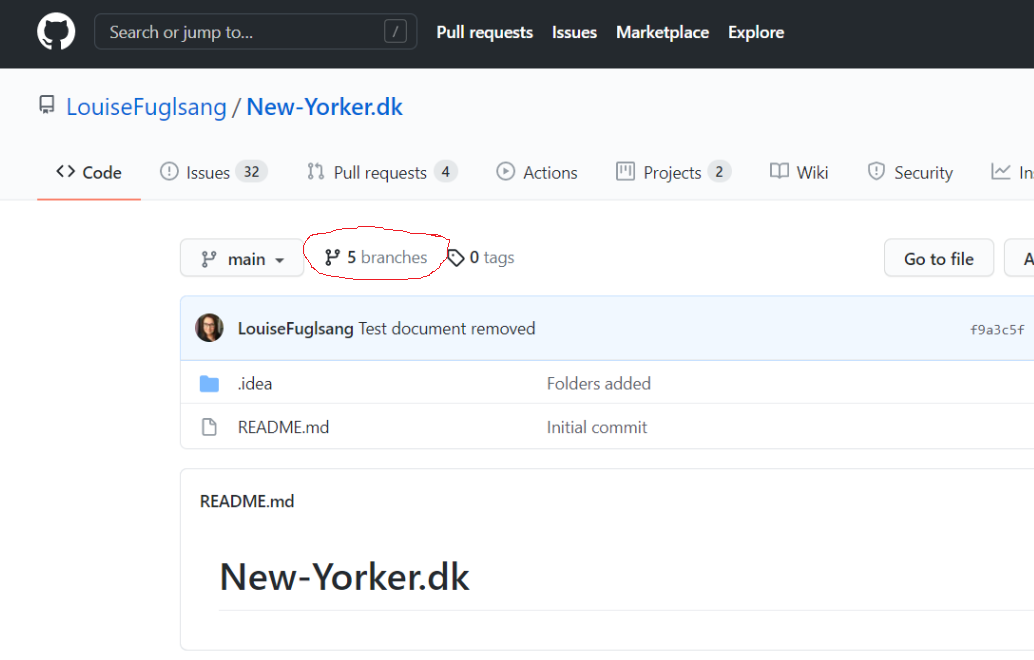 Search or jump to... /
Pull requests Issues Marketplace Explore
LouiseFuglsang / New-Yorker.dk
Code Issues 32 Pull requests 4 Actions Projects 2 Wiki Security In
main 5 branches 0 tags Go to file A
LouiseFuglsang Test document removed f9a3c5f
.idea Folders added
README.md Initial commit
README.md
New-Yorker.dk